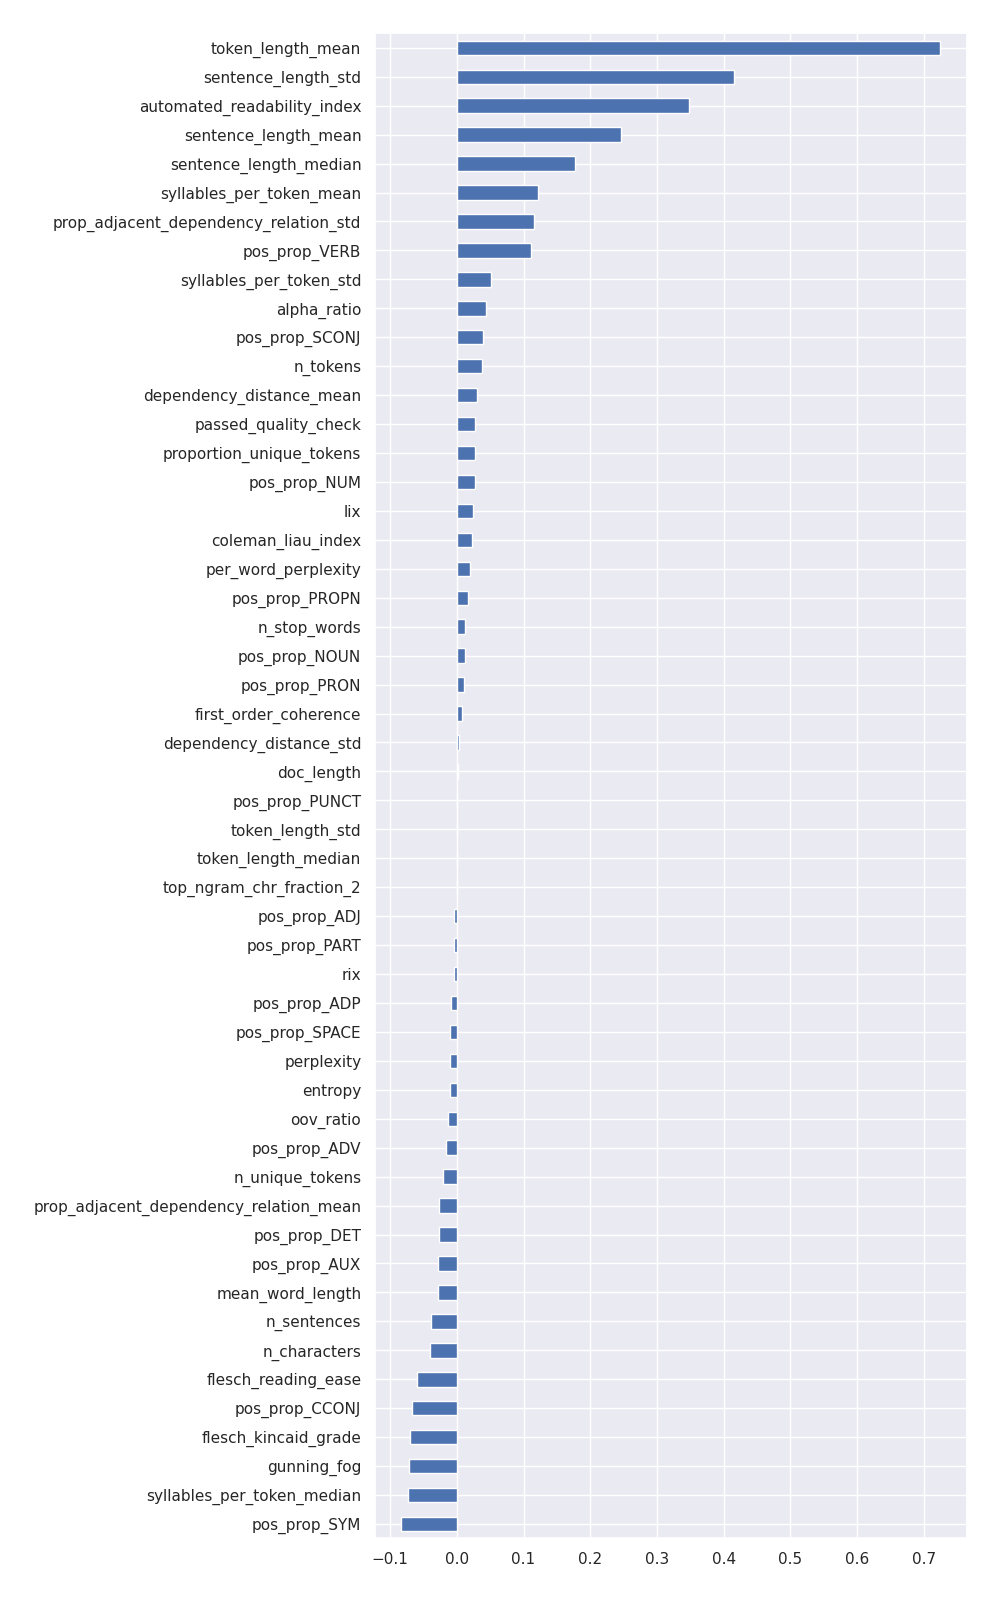 token_length_mean
sentence_length_std
automated_readability_index
sentence_length_mean
sentence_length_median
syllables_per_token_mean
prop_adjacent_dependency_relation_std
pos_prop_VERB
syllables_per_token_std
alpha_ratio
pos_prop_SCONJ
n_tokens
dependency_distance_mean
passed_quality_check
proportion_unique_tokens
pos_prop_NUM
lix
coleman_liau_index
per_word_perplexity
pos_prop_PROPN
n_stop_words
pos_prop_NOUN
pos_prop_PRON
first_order_coherence
dependency_distance_std
doc_length
pos_prop_PUNCT
token_length_std
token_length_median
top_ngram_chr_fraction_2
pos_prop_ADJ
pos_prop_PART
rix
pos_prop_ADP
pos_prop_SPACE
perplexity
entropy
oov_ratio
pos_prop_ADV
n_unique_tokens
prop_adjacent_dependency_relation_mean
pos_prop_DET
pos_prop_AUX
mean_word_length
n_sentences
n_characters
flesch_reading_ease
pos_prop_CCONJ
flesch_kincaid_grade
gunning_fog
syllables_per_token_median
pos_prop_SYM
−0.1 0.0 0.1 0.2 0.3 0.4 0.5 0.6 0.7